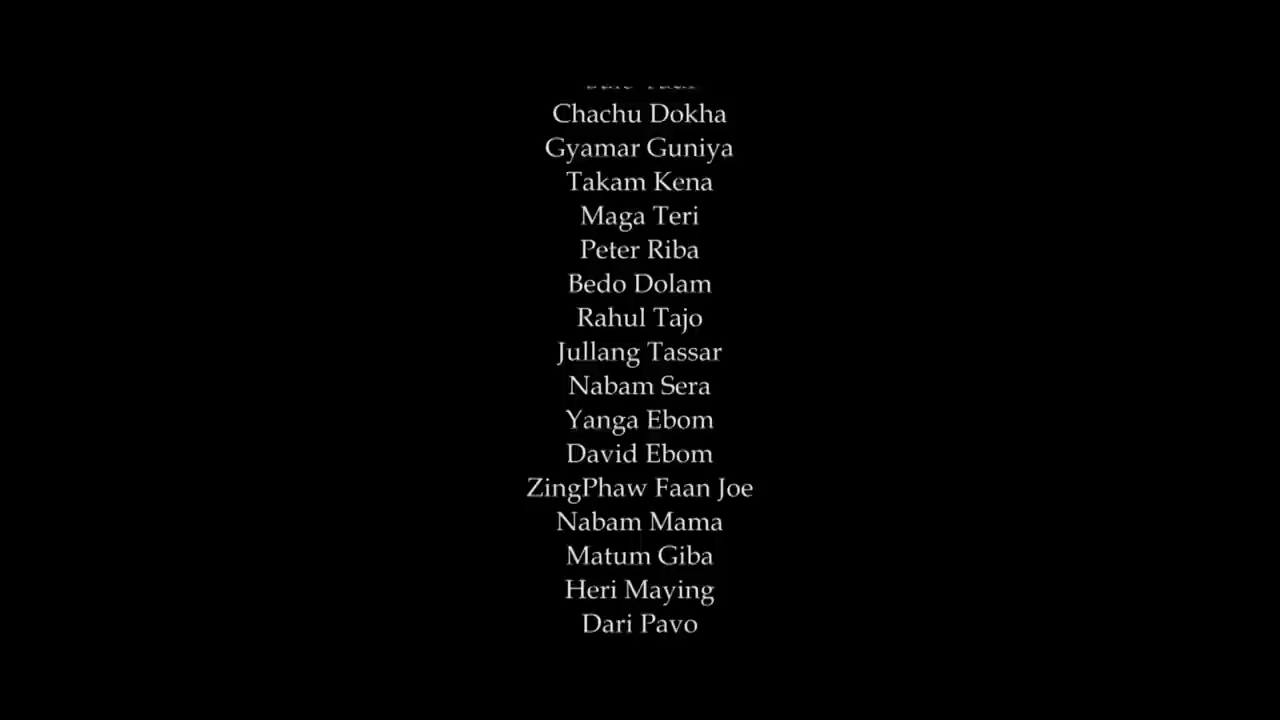 Chachu Dokha
Gyamar Guniya
Takam Kena
Maga Teri
Peter Riba
Bedo Dolam
Rahul Tajo
Jullang Tassar
Nabam Sera
Yanga Ebom
David Ebom
ZingPhaw Faan Joe
Nabam Mama
Matum Giba
Heri Maying
Dari Pavo